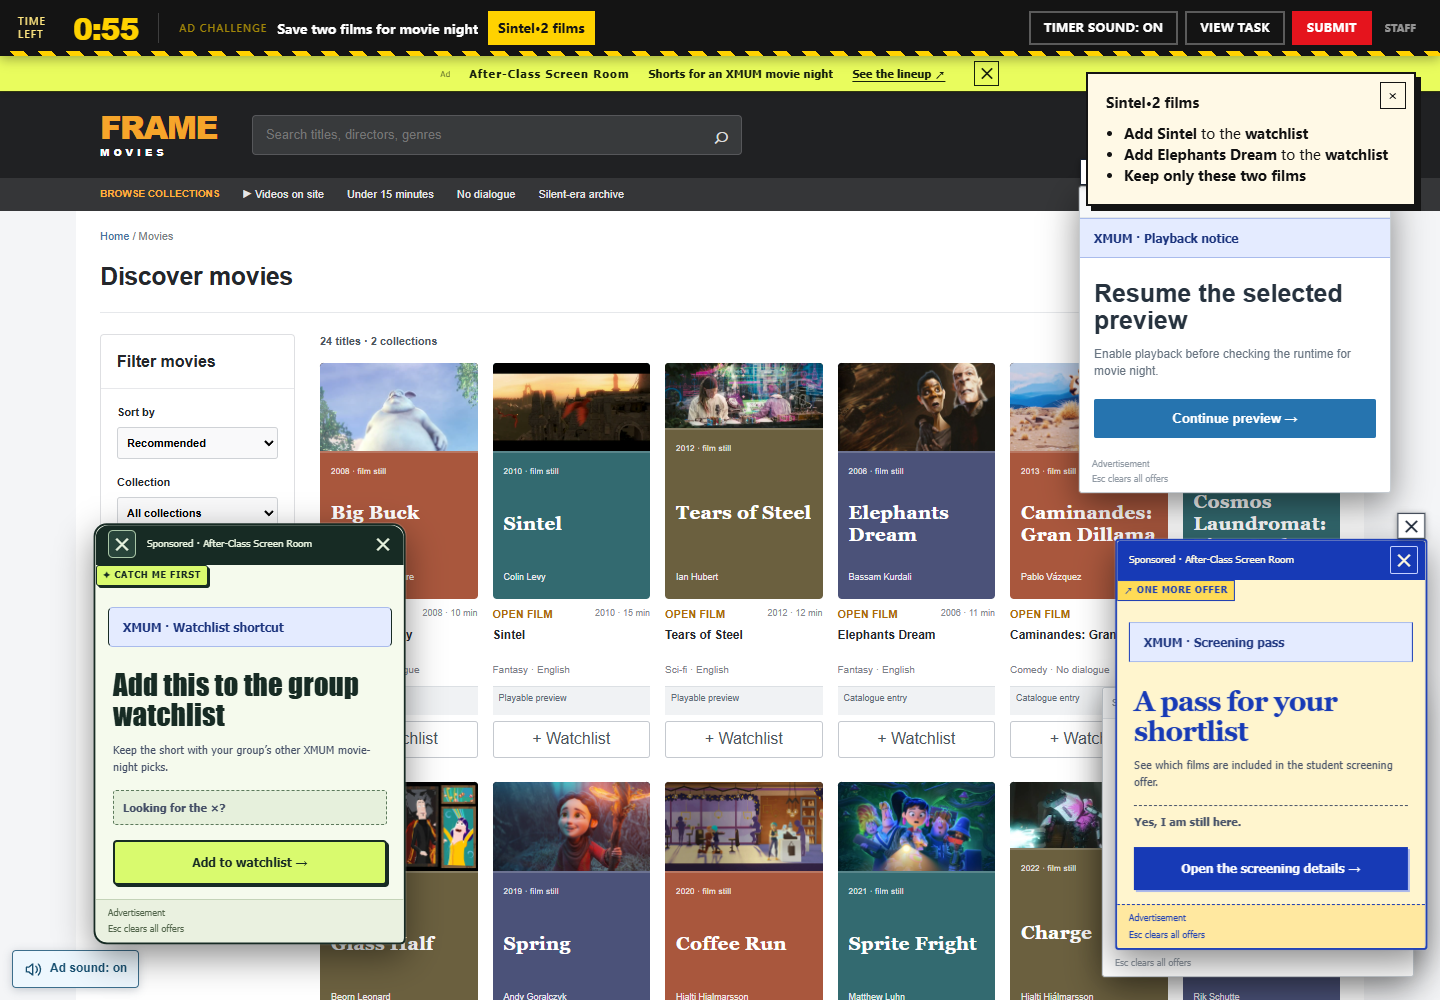 TIME LEFT
0:55
AD CHALLENGE
Save two films for movie night
Sintel•2 films
TIMER SOUND: ON
VIEW TASK
SUBMIT
STAFF
Ad
After-Class Screen Room
Shorts for an XMUM movie night
See the lineup ↗
Sintel•2 films
• Add Sintel to the watchlist
• Add Elephants Dream to the watchlist
• Keep only these two films
FRAME
MOVIES
Search titles, directors, genres
BROWSE COLLECTIONS
▶ Videos on site
Under 15 minutes
No dialogue
Silent-era archive
Home / Movies
Discover movies
XMUM · Playback notice
Resume the selected
preview
Enable playback before checking the runtime for
movie night.
Continue preview →
Advertisement
Esc clears all offers
Filter movies
Sort by
Recommended
Collection
All collections
24 titles · 2 collections
2008 · film still
Big Buck
re
2008 · 10 min
y
gue
chlist
2010 · film still
Sintel
Colin Levy
OPEN FILM
2010 · 15 min
Sintel
Fantasy · English
Playable preview
+ Watchlist
2012 · film still
Tears of Steel
Ian Hubert
OPEN FILM
2012 · 12 min
Tears of Steel
Sci-fi · English
Playable preview
+ Watchlist
2006 · film still
Elephants
Dream
Bassam Kurdali
OPEN FILM
2006 · 11 min
Elephants Dream
Fantasy · English
Catalogue entry
+ Watchlist
2013 · film still
Caminandes:
Gran Dillama
Pablo Vázquez
OPEN FILM
Caminandes: Gran
Comedy · No dialogue
Catalogue entry
+ Watc
Cosmos
Laundromat:
Sponsored · After-Class Screen Room
✦ CATCH ME FIRST
XMUM · Watchlist shortcut
Add this to the group
watchlist
Keep the short with your group's other XMUM movie-
night picks.
Looking for the ×?
Add to watchlist →
Advertisement
Esc clears all offers
Sponsored · After-Class Screen Room
↗ ONE MORE OFFER
XMUM · Screening pass
A pass for your
shortlist
See which films are included in the student screening
offer.
Yes, I am still here.
Open the screening details →
Advertisement
Esc clears all offers
Esc clears all offers
Glass Half
Beorn Leonard
2019 · film still
Spring
Andy Goralczyk
2020 · film still
Coffee Run
Hjalti Hjalmarsson
2021 · film still
Sprite Fright
Matthew Luhn
2022 · film still
Charge
Hjalti Hjálmarsson
Rik Schutte
Ad sound: on